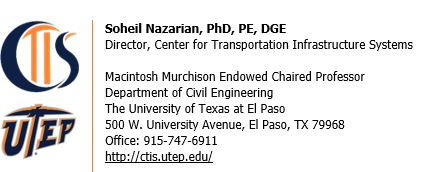 CTIS
UTEP
Soheil Nazarian, PhD, PE, DGE
Director, Center for Transportation Infrastructure Systems
Macintosh Murchison Endowed Chaired Professor
Department of Civil Engineering
The University of Texas at El Paso
500 W. University Avenue, El Paso, TX 79968
Office: 915-747-6911
http://ctis.utep.edu/